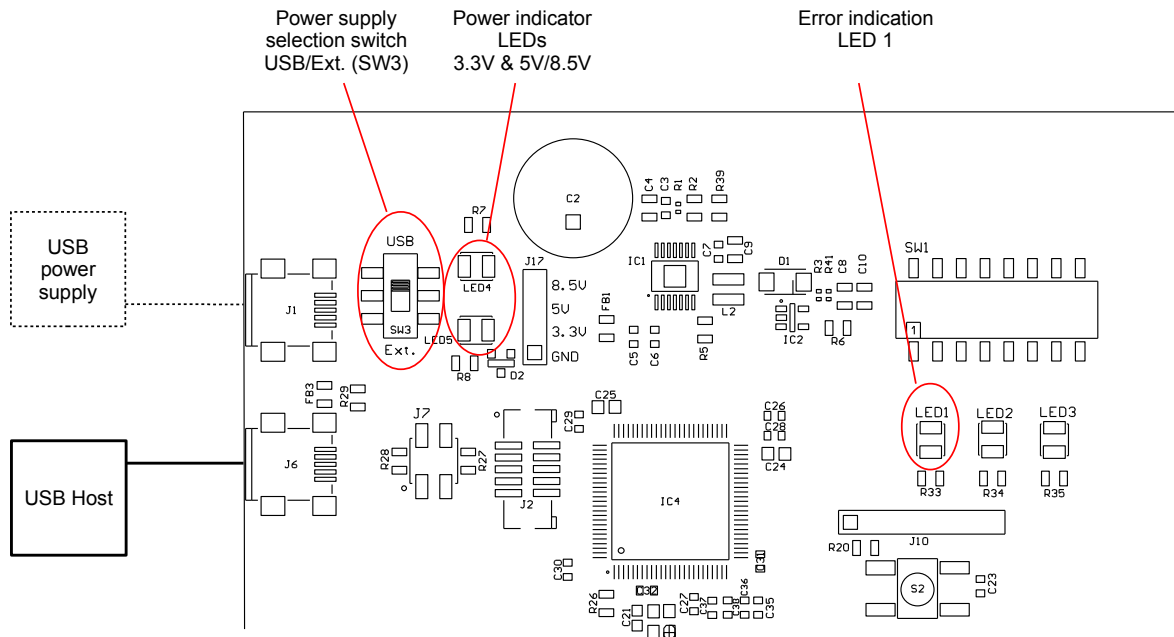 Power supply
selection switch
USB/Ext. (SW3)
Power indicator
LEDs
3.3V & 5V/8.5V
Error indication
LED 1
USB
power
supply
USB Host
J1
J6
USB
SW3
Ext.
R7
LED4
LED5
R8
D2
J17
8.5V
5V
3.3V
GND
C2
C4
C3
R1
R2
R39
IC1
C7
C9
L2
FB1
C5
C6
R5
D1
IC2
R3
R41
C8
C10
R6
SW1
1
FB3
R29
J7
R28
R27
J2
C29
C25
C26
C28
C24
IC4
C30
R26
C21
C32
C27
C37
C38
C36
C35
LED1
LED2
LED3
R33
R34
R35
J10
R20
S2
C23